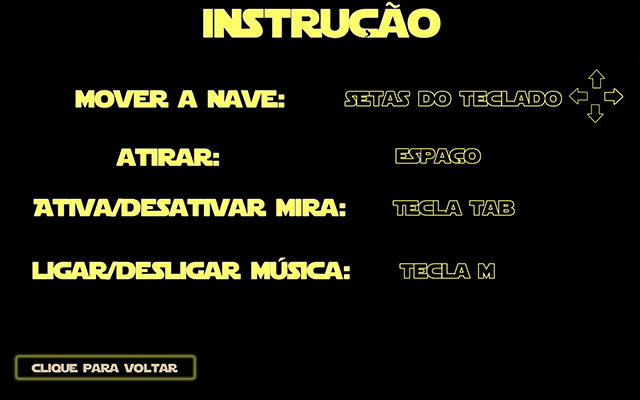 INSTRUÇÃO
MOVER A NAVE: SETAS DO TECLADO
ATIRAR: ESPAGO
ATIVA/DESATIVAR MIRA: TECLA TAB
LIGAR/DESLIGAR MÚSICA: TECLA M
CLIQUE PARA VOLTAR